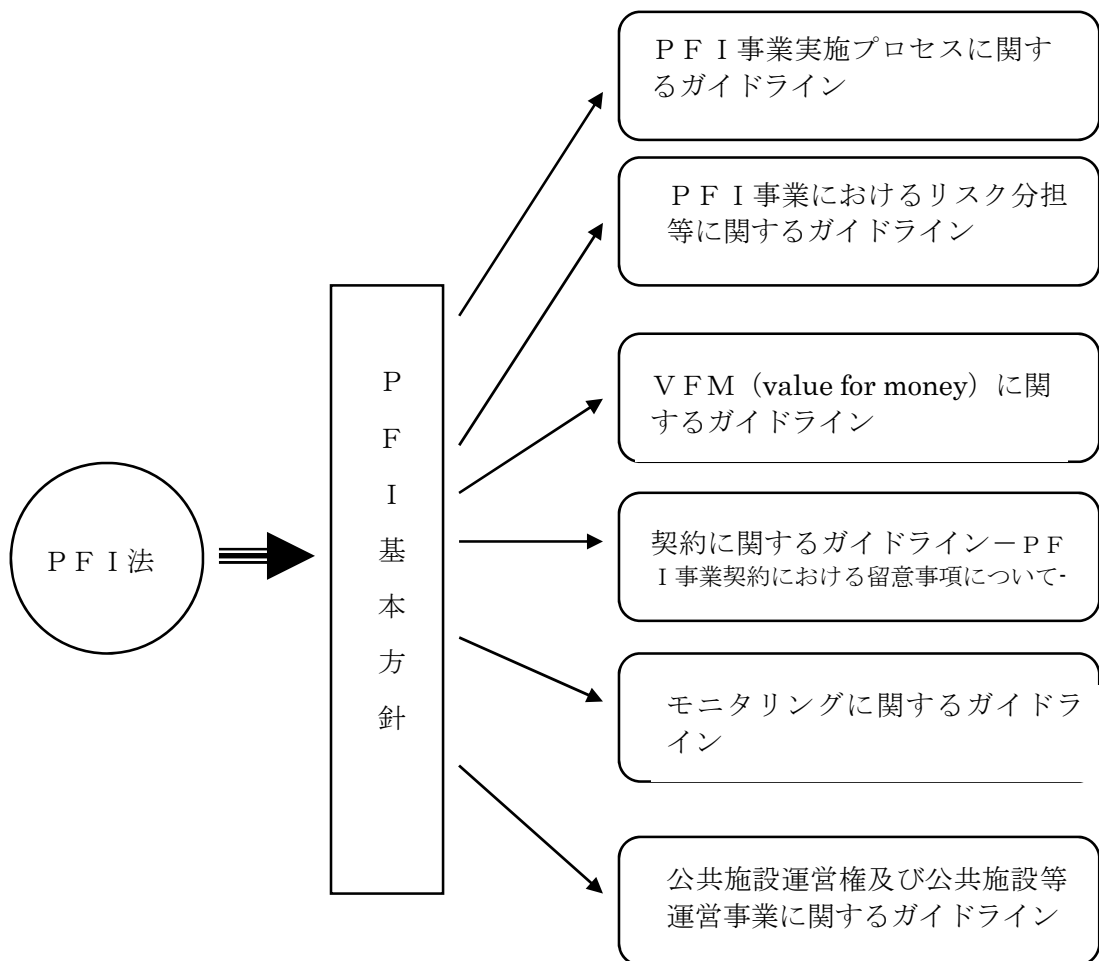 ＰＦＩ法
ＰＦＩ基本方針
ＰＦＩ事業実施プロセスに関す
るガイドライン
ＰＦＩ事業におけるリスク分担
等に関するガイドライン
ＶＦＭ（value for money）に関
するガイドライン
契約に関するガイドライン－ＰＦ
Ｉ事業契約における留意事項について-
モニタリングに関するガイドラ
イン
公共施設運営権及び公共施設等
運営事業に関するガイドライン